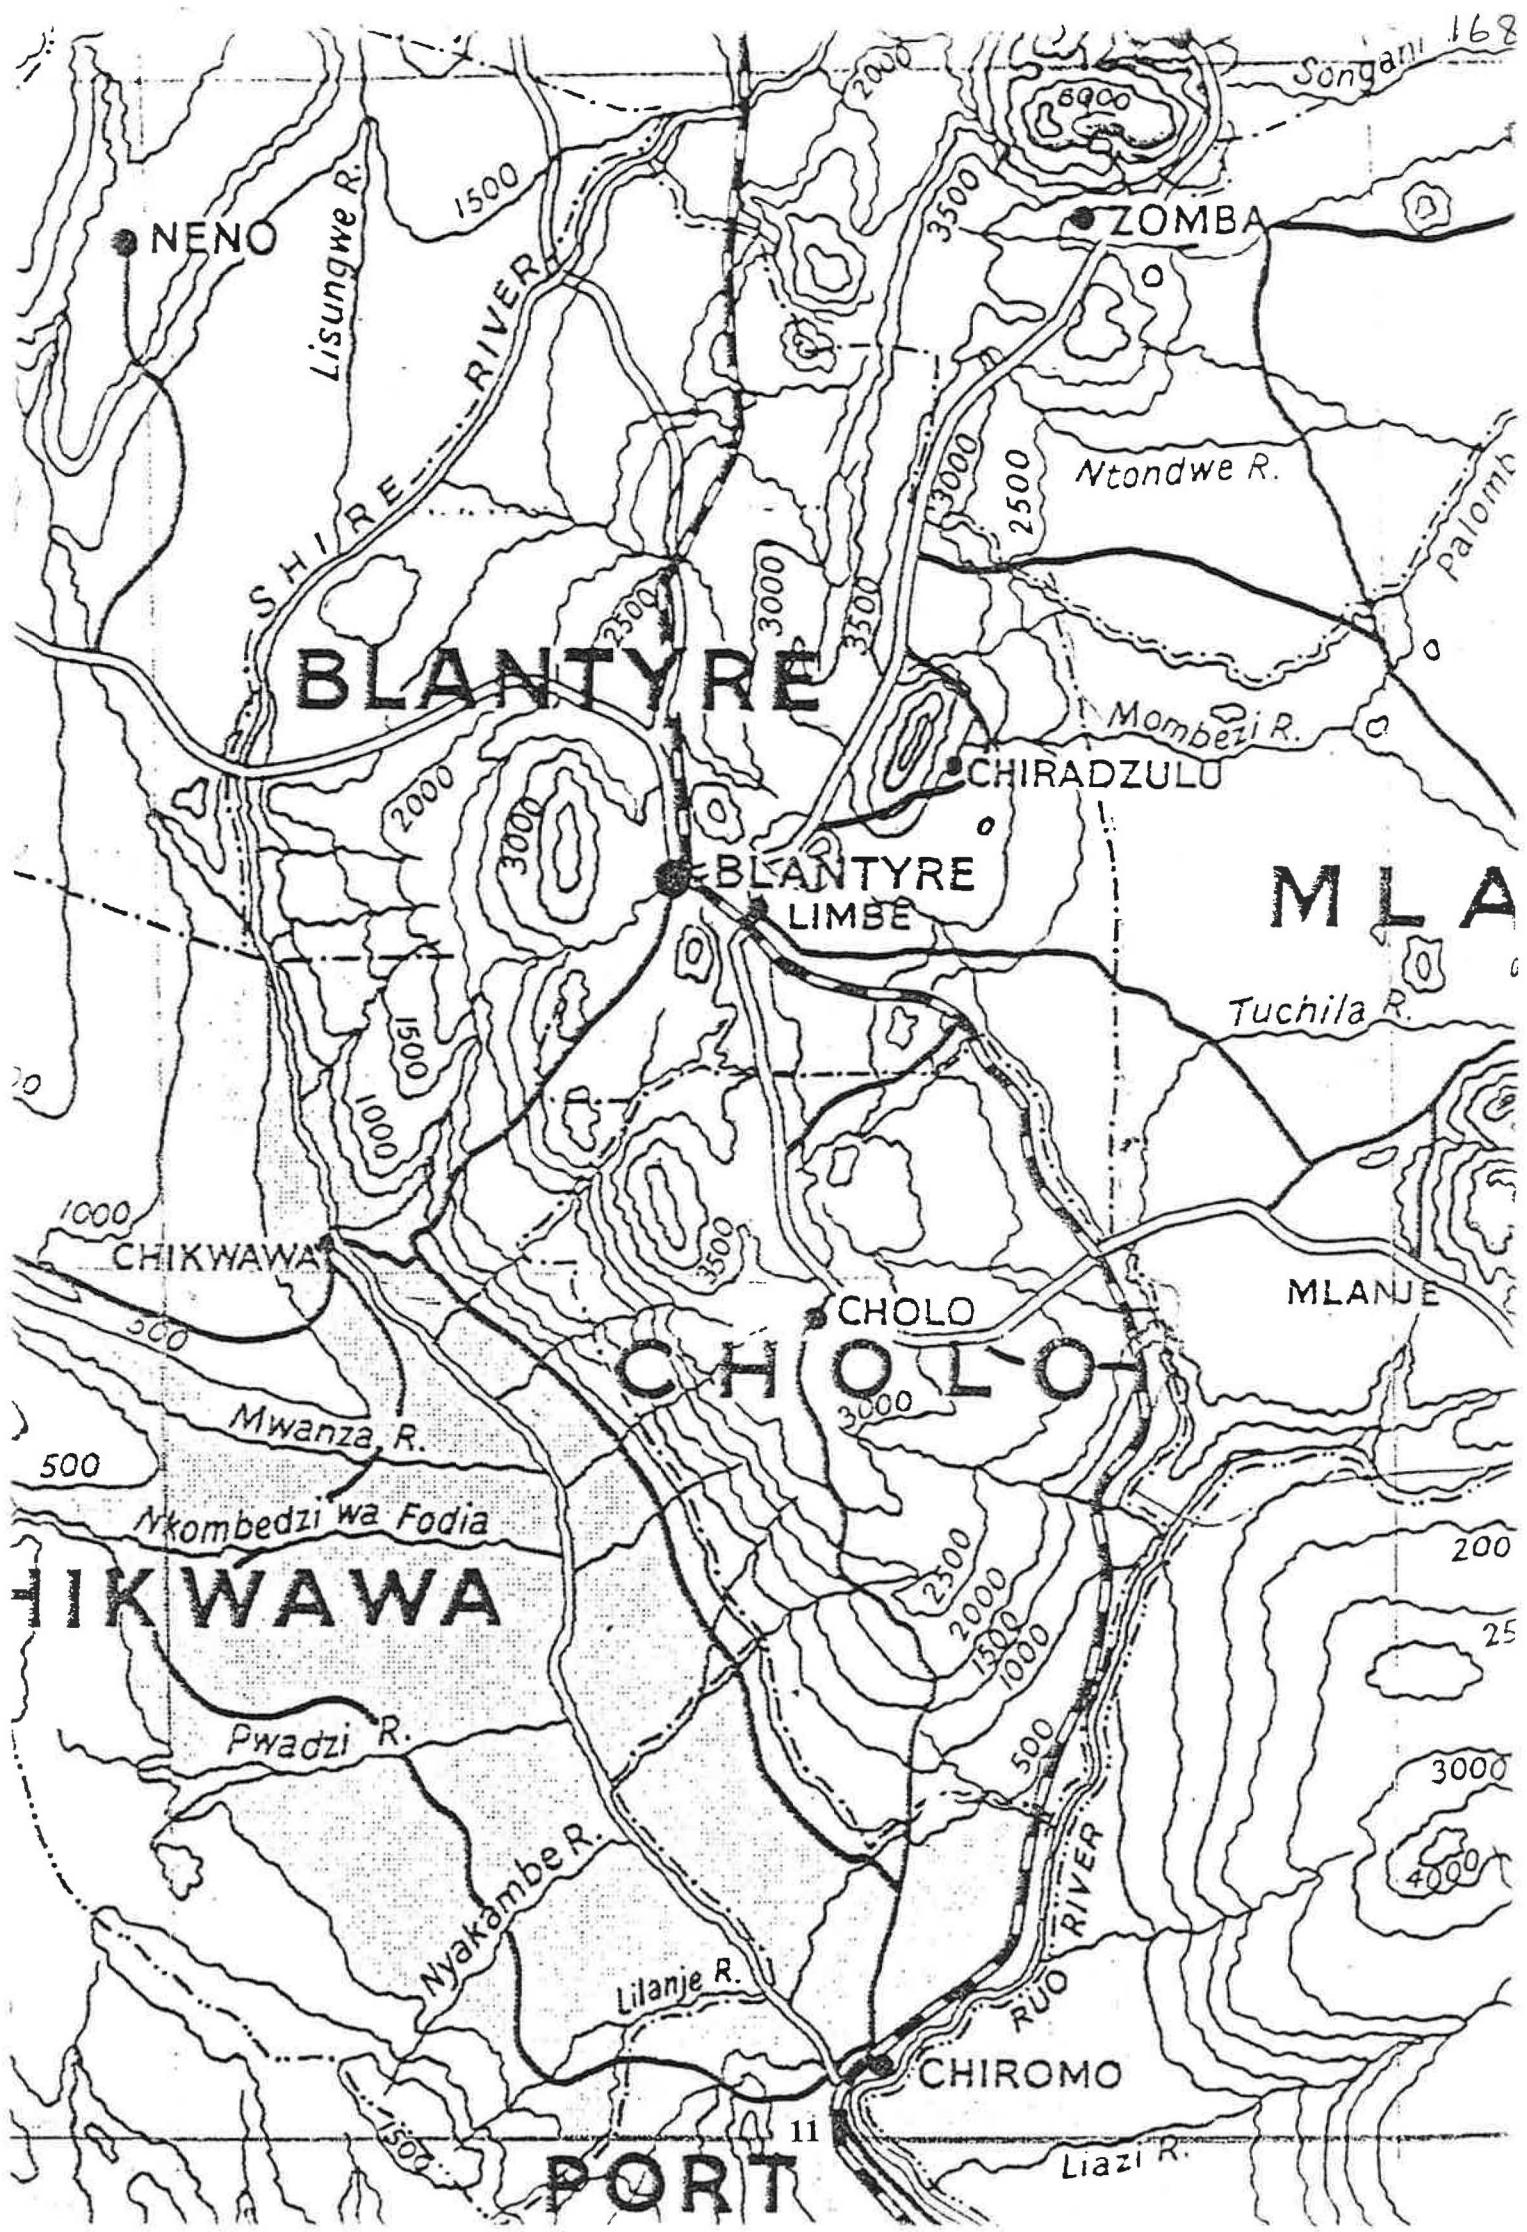 168
Songani
2000
6000
3500
ZOMBA
NENO
Lisungwe R.
1500
SHIRE RIVER
3000
2500
Ntondwe R.
2500
3000
3500
BLANTYRE
Mombezi R.
CHIRADZULU
2000
3000
BLANTYRE
LIMBE
MLA
Tuchila R.
1500
1000
1000
CHIKWAWA
3500
CHOLO
MLANJE
500
CHOLO
3000
Mwanza R.
500
Nkombedzi wa Fodia
200
HIKWAWA
2500
2000
1500
1000
25
Pwadzi R.
500
3000
4000
Nyakambe R.
RUO RIVER
Lilanje R.
CHIROMO
11
1500
Liazi R.
PORT